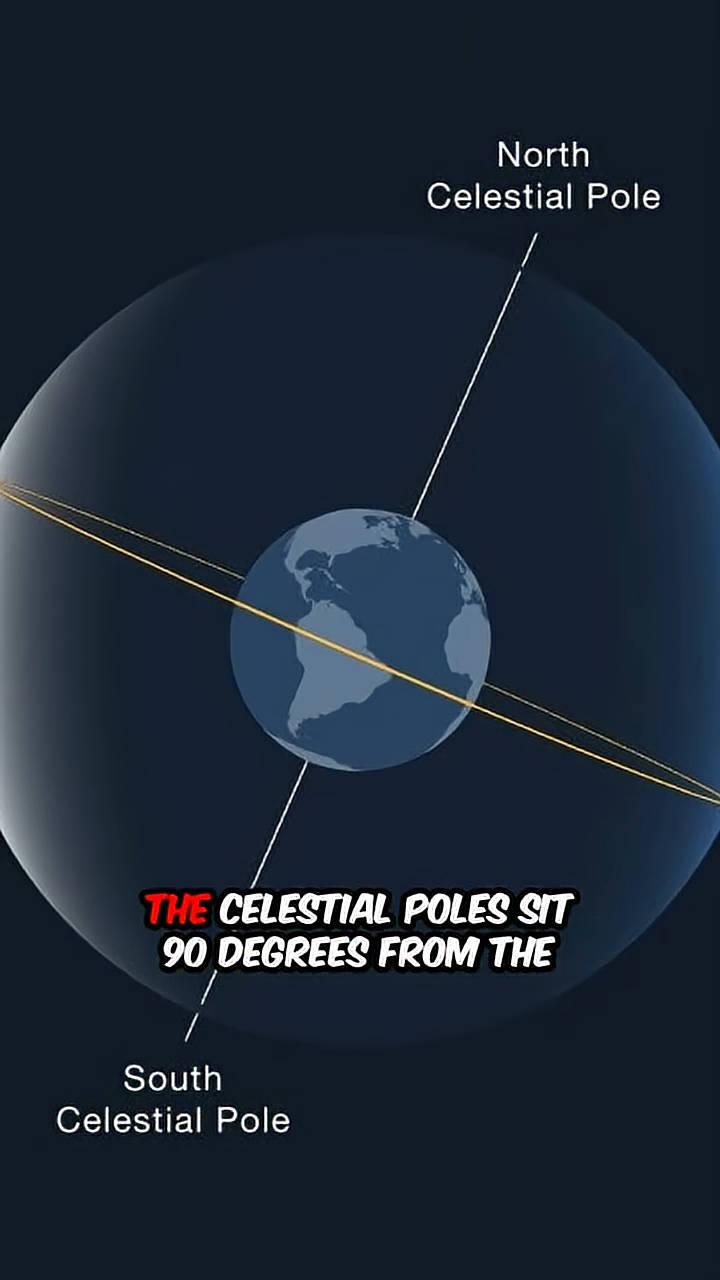 North
Celestial Pole
THE CELESTIAL POLES SIT
90 DEGREES FROM THE
South
Celestial Pole